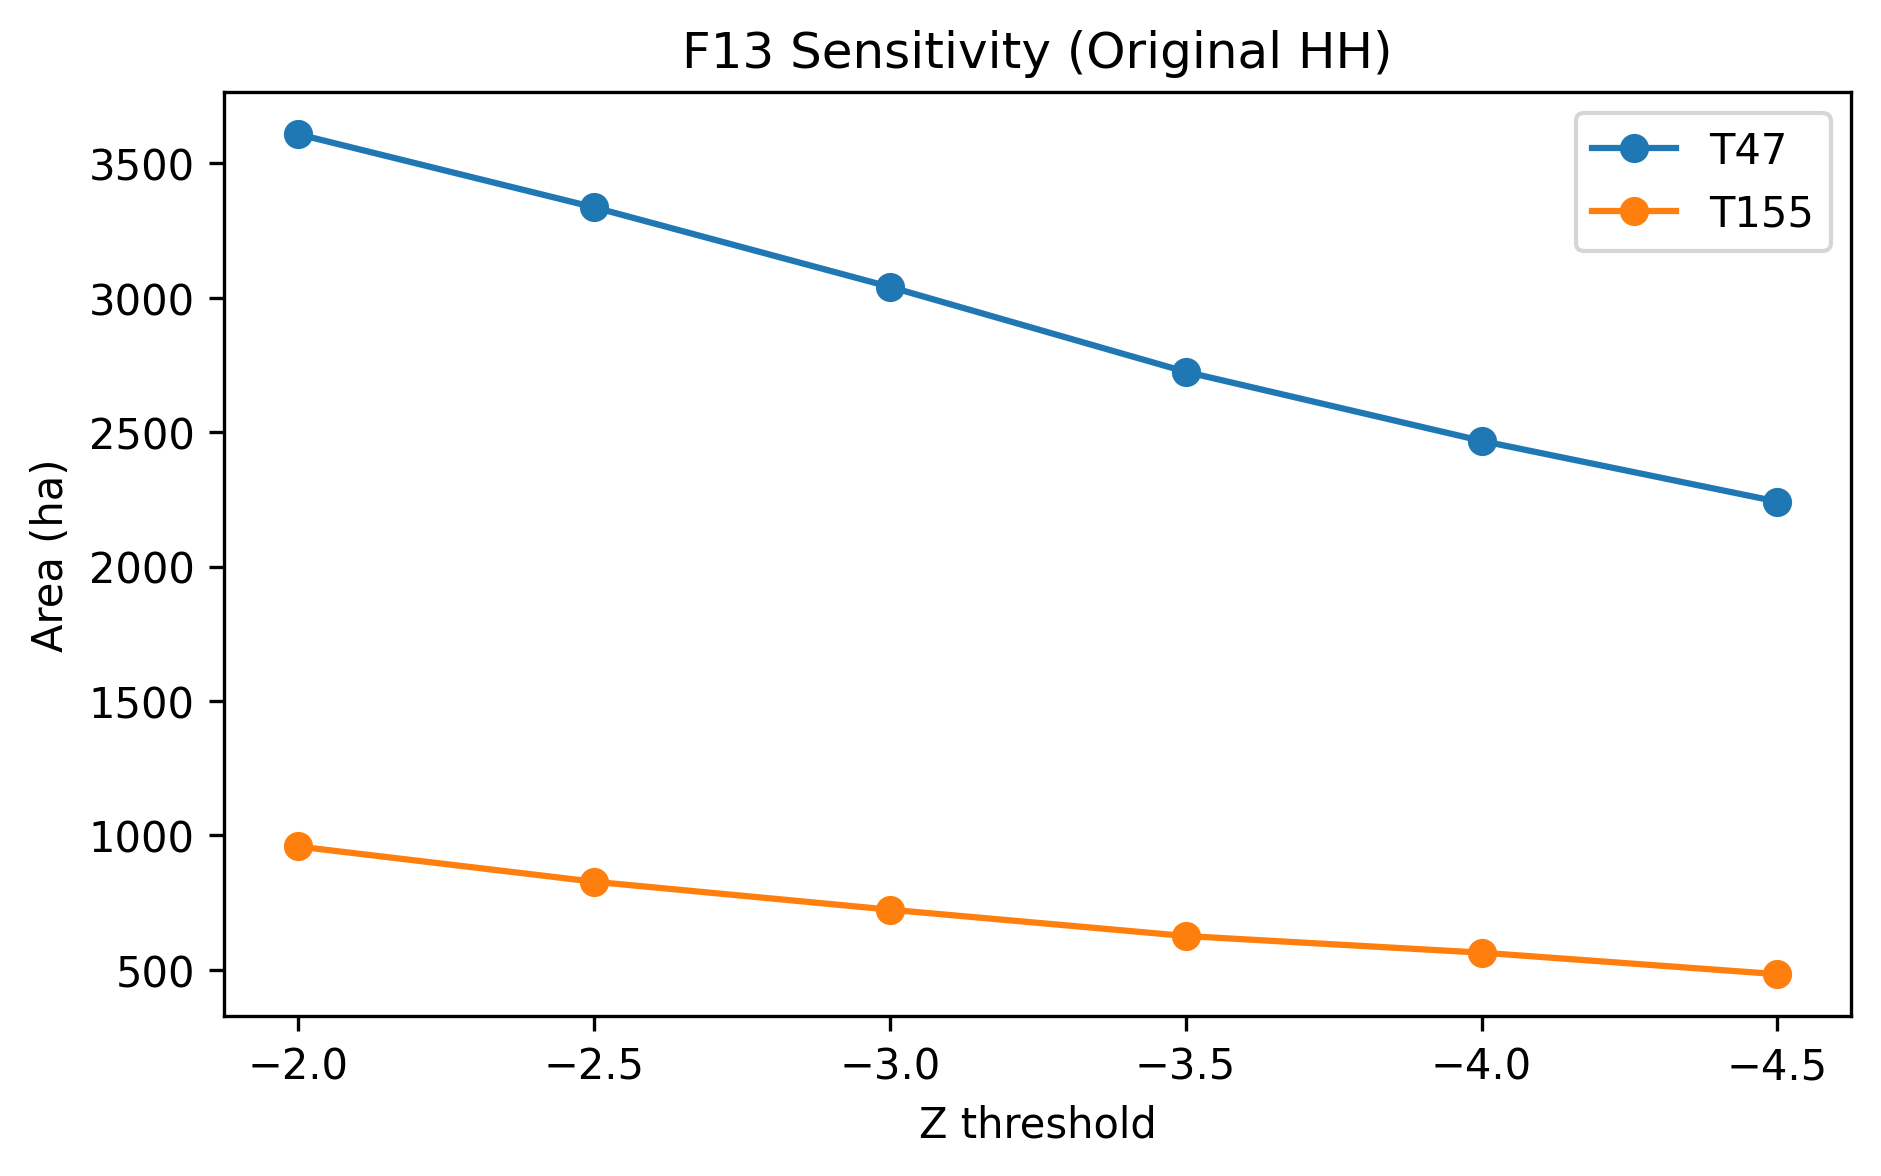 F13 Sensitivity (Original HH)
T47
T155
3500
3000
2500
2000
1500
1000
500
Area (ha)
−2.0 −2.5 −3.0 −3.5 −4.0 −4.5
Z threshold